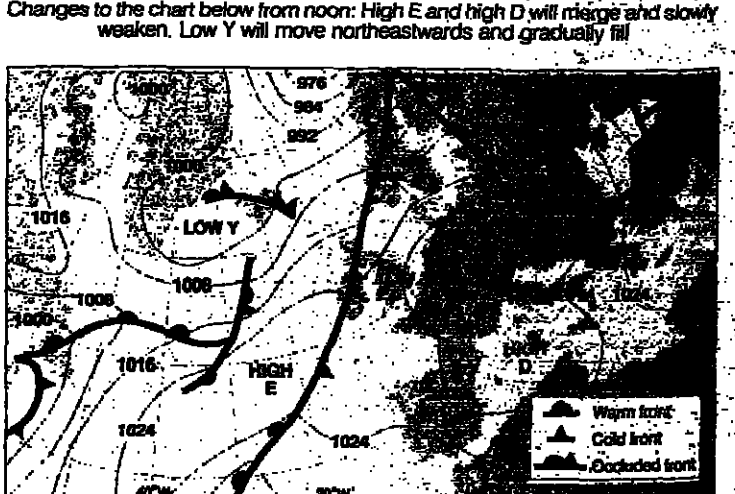 Changes to the chart below from noon: High E and high D will merge and slowly
weaken. Low Y will move northeastwards and gradually fill
1000
976
984
992
1016
LOW Y
1008
1008
1000
1024
1016
HIGH
E
D
1024
1024
Warm front
Cold front
Occluded front